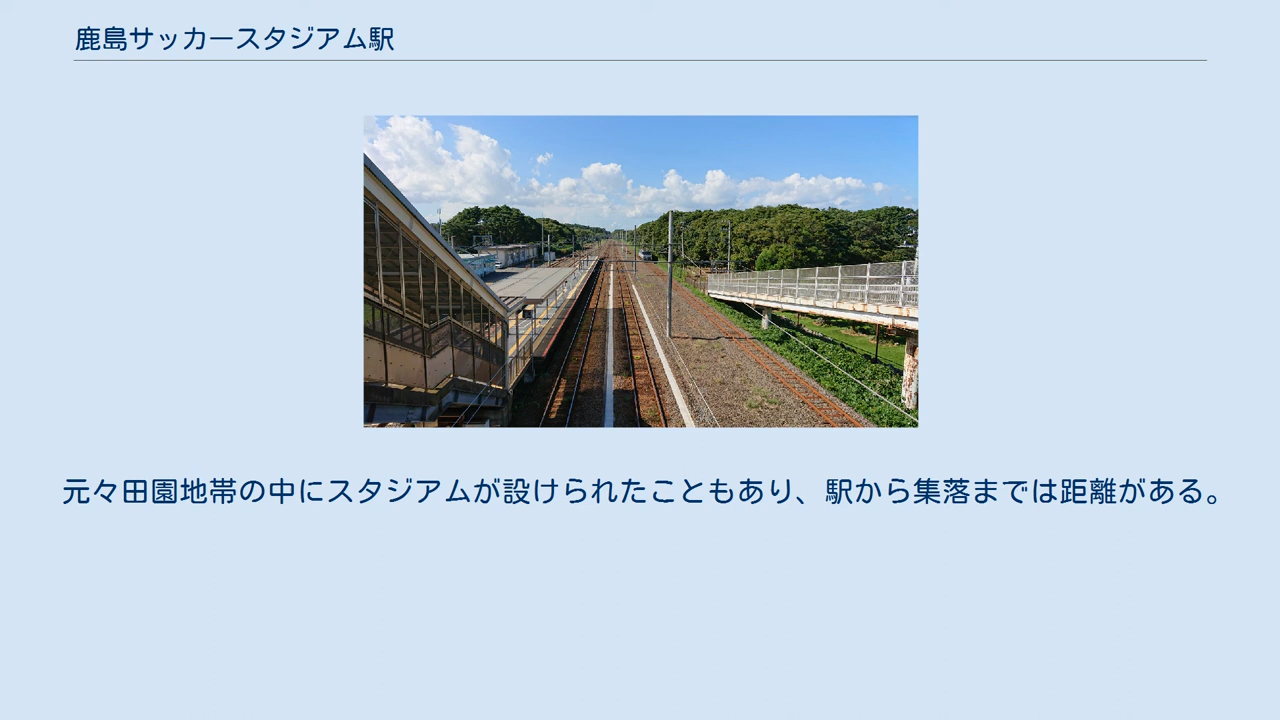 鹿島サッカースタジアム駅
元々田園地帯の中にスタジアムが設けられたこともあり、駅から集落までは距離がある。